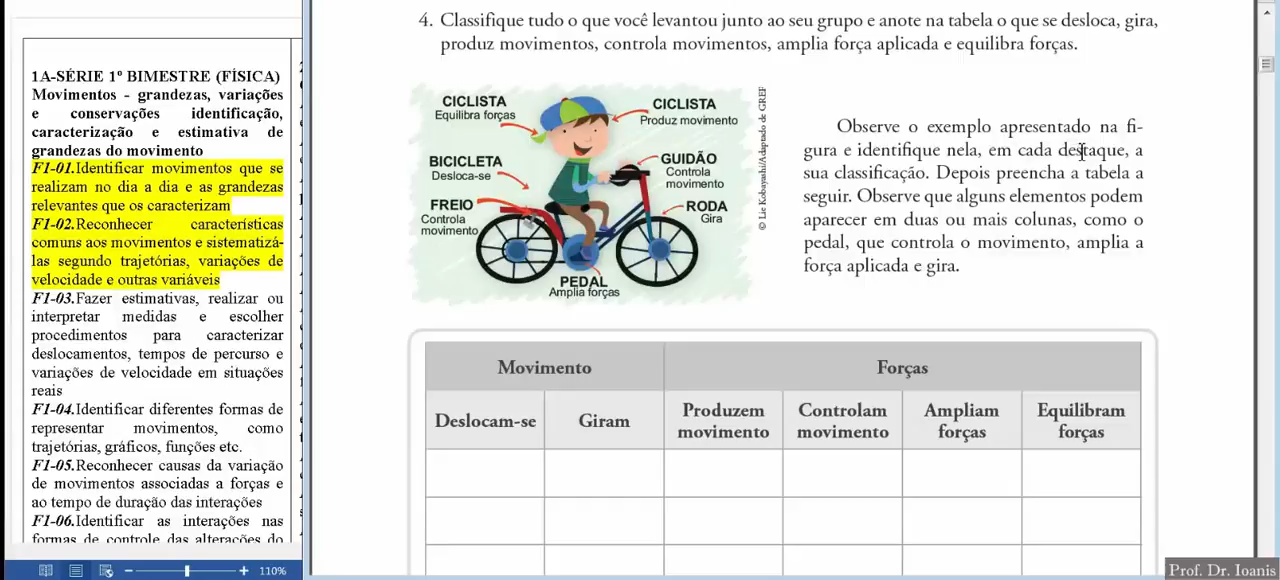 1A-SÉRIE 1º BIMESTRE (FÍSICA)
Movimentos - grandezas, variações
e conservações identificação,
caracterização e estimativa de
grandezas do movimento
F1-01.Identificar movimentos que se
realizam no dia a dia e as grandezas
relevantes que os caracterizam
F1-02.Reconhecer características
comuns aos movimentos e sistematizá-
las segundo trajetórias, variações de
velocidade e outras variáveis
F1-03.Fazer estimativas, realizar ou
interpretar medidas e escolher
procedimentos para caracterizar
deslocamentos, tempos de percurso e
variações de velocidade em situações
reais
F1-04.Identificar diferentes formas de
representar movimentos, como
trajetórias, gráficos, funções etc.
F1-05.Reconhecer causas da variação
de movimentos associadas a forças e
ao tempo de duração das interações
F1-06.Identificar as interações nas
formas de controle das alterações do
110%
4. Classifique tudo o que você levantou junto ao seu grupo e anote na tabela o que se desloca, gira,
produz movimentos, controla movimentos, amplia força aplicada e equilibra forças.
CICLISTA
Equilibra forças
CICLISTA
Produz movimento
BICICLETA
Desloca-se
GUIDÃO
Controla
movimento
FREIO
Controla
movimento
RODA
Gira
PEDAL
Amplia forças
© Lie Kobayashi/Adaptado de GREF
Observe o exemplo apresentado na fi-
gura e identifique nela, em cada destaque, a
sua classificação. Depois preencha a tabela a
seguir. Observe que alguns elementos podem
aparecer em duas ou mais colunas, como o
pedal, que controla o movimento, amplia a
força aplicada e gira.
Movimento
Forças
Deslocam-se
Giram
Produzem
movimento
Controlam
movimento
Ampliam
forças
Equilibram
forças
Prof. Dr. Ioanis